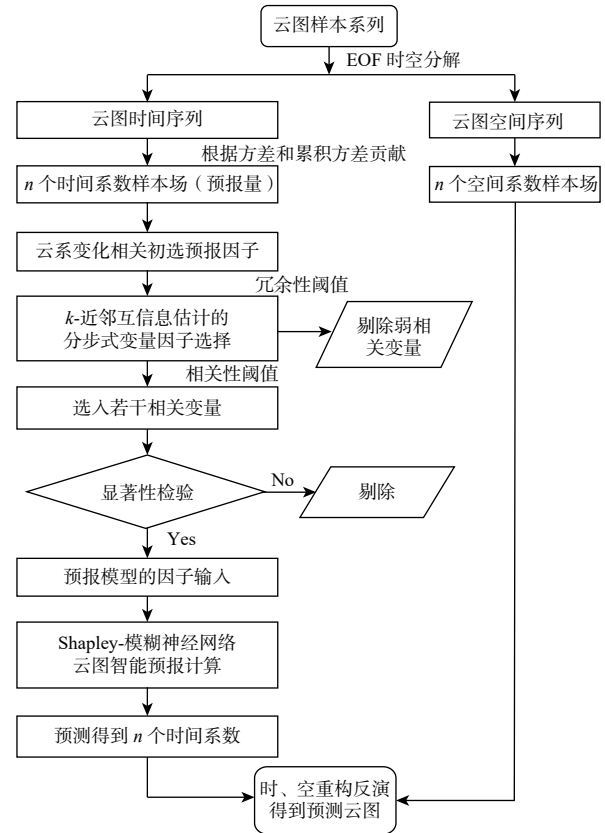 云图样本系列
EOF 时空分解
云图时间序列
云图空间序列
根据方差和累积方差贡献
n 个时间系数样本场（预报量）
n 个空间系数样本场
云系变化相关初选预报因子
冗余性阈值
k-近邻互信息估计的
分步式变量因子选择
剔除弱相
关变量
相关性阈值
选入若干相关变量
显著性检验
No
剔除
Yes
预报模型的因子输入
Shapley-模糊神经网络
云图智能预报计算
预测得到 n 个时间系数
时、空重构反演
得到预测云图